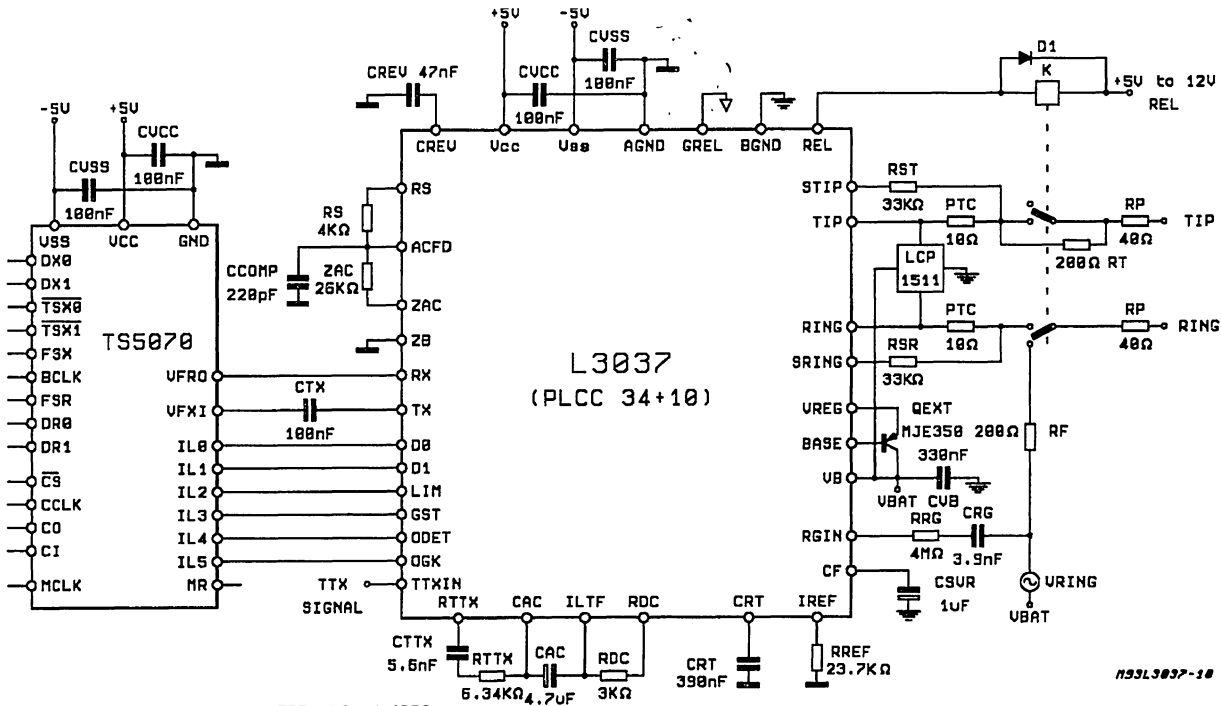 +5V
-5V
CVSS
100nF
CVCC
100nF
CREV 47nF
D1
K
+5V to 12V
REL
-5V
+5V
CVCC
100nF
CVSS
100nF
CREV
Vcc
Vss
AGND
GREL
BGND
REL
VSS
VCC
GND
DX0
DX1
TSX0
TSX1
FSX
BCLK
FSR
DR0
DR1
CS
CCLK
CO
CI
MCLK
TS5070
VFRO
VFXI
IL0
IL1
IL2
IL3
IL4
IL5
MR
RS
4KΩ
CCOMP
220pF
ZAC
26KΩ
CTX
100nF
TTX
SIGNAL
RS
ACFD
ZAC
ZB
RX
TX
D0
D1
LIM
GST
ODET
OGK
TTXIN
L3037
(PLCC 34+10)
STIP
TIP
RING
SRING
VREG
BASE
VB
RGIN
CF
RST
33KΩ
PTC
10Ω
RP
40Ω
TIP
200Ω RT
LCP
1511
PTC
10Ω
RP
40Ω
RING
RSR
33KΩ
QEXT
MJE350
200Ω
RF
330nF
VBAT
CVB
RRG
4MΩ
CRG
3.9nF
CSVR
1uF
VRING
VBAT
RTTX
CAC
ILTF
RDC
CRT
IREF
CTTX
5.6nF
RTTX
6.34KΩ
CAC
4.7uF
RDC
3KΩ
CRT
390nF
RREF
23.7KΩ
M93L3037-10